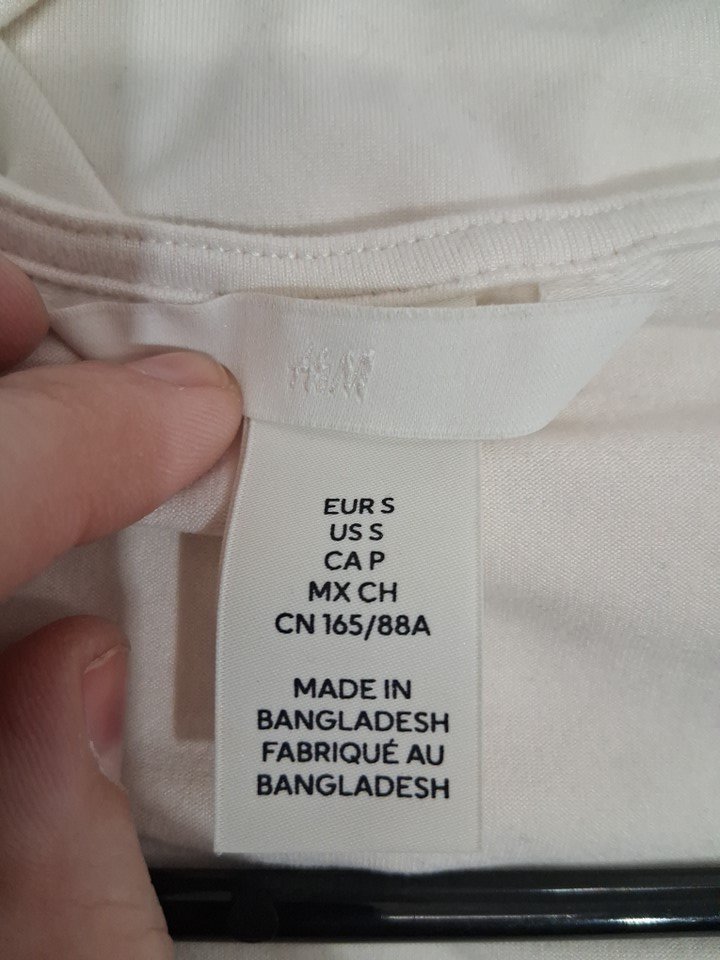 H&M
EUR S
US S
CA P
MX CH
CN 165/88A
MADE IN
BANGLADESH
FABRIQUÉ AU
BANGLADESH